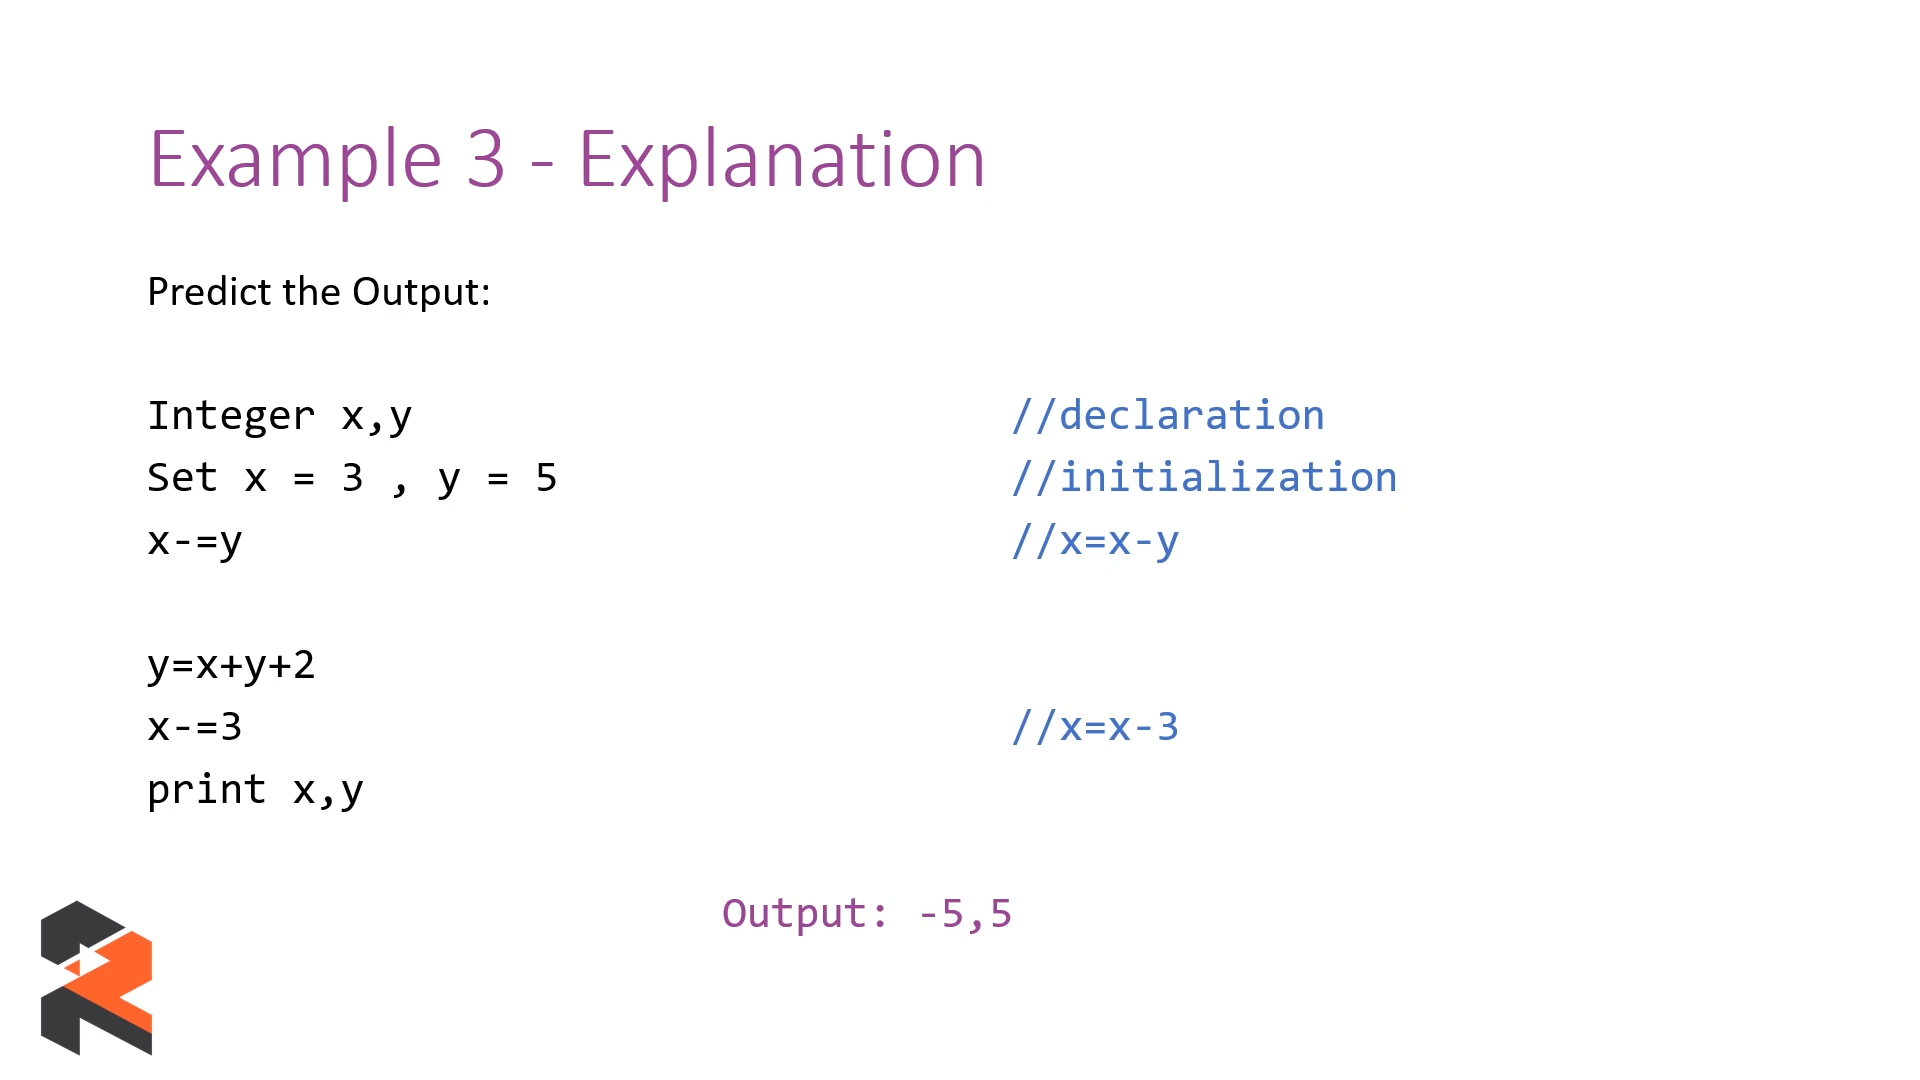 Example 3 - Explanation
Predict the Output:
Integer x,y //declaration
Set x = 3 , y = 5 //initialization
x-=y //x=x-y
y=x+y+2
x-=3 //x=x-3
print x,y
Output: -5,5